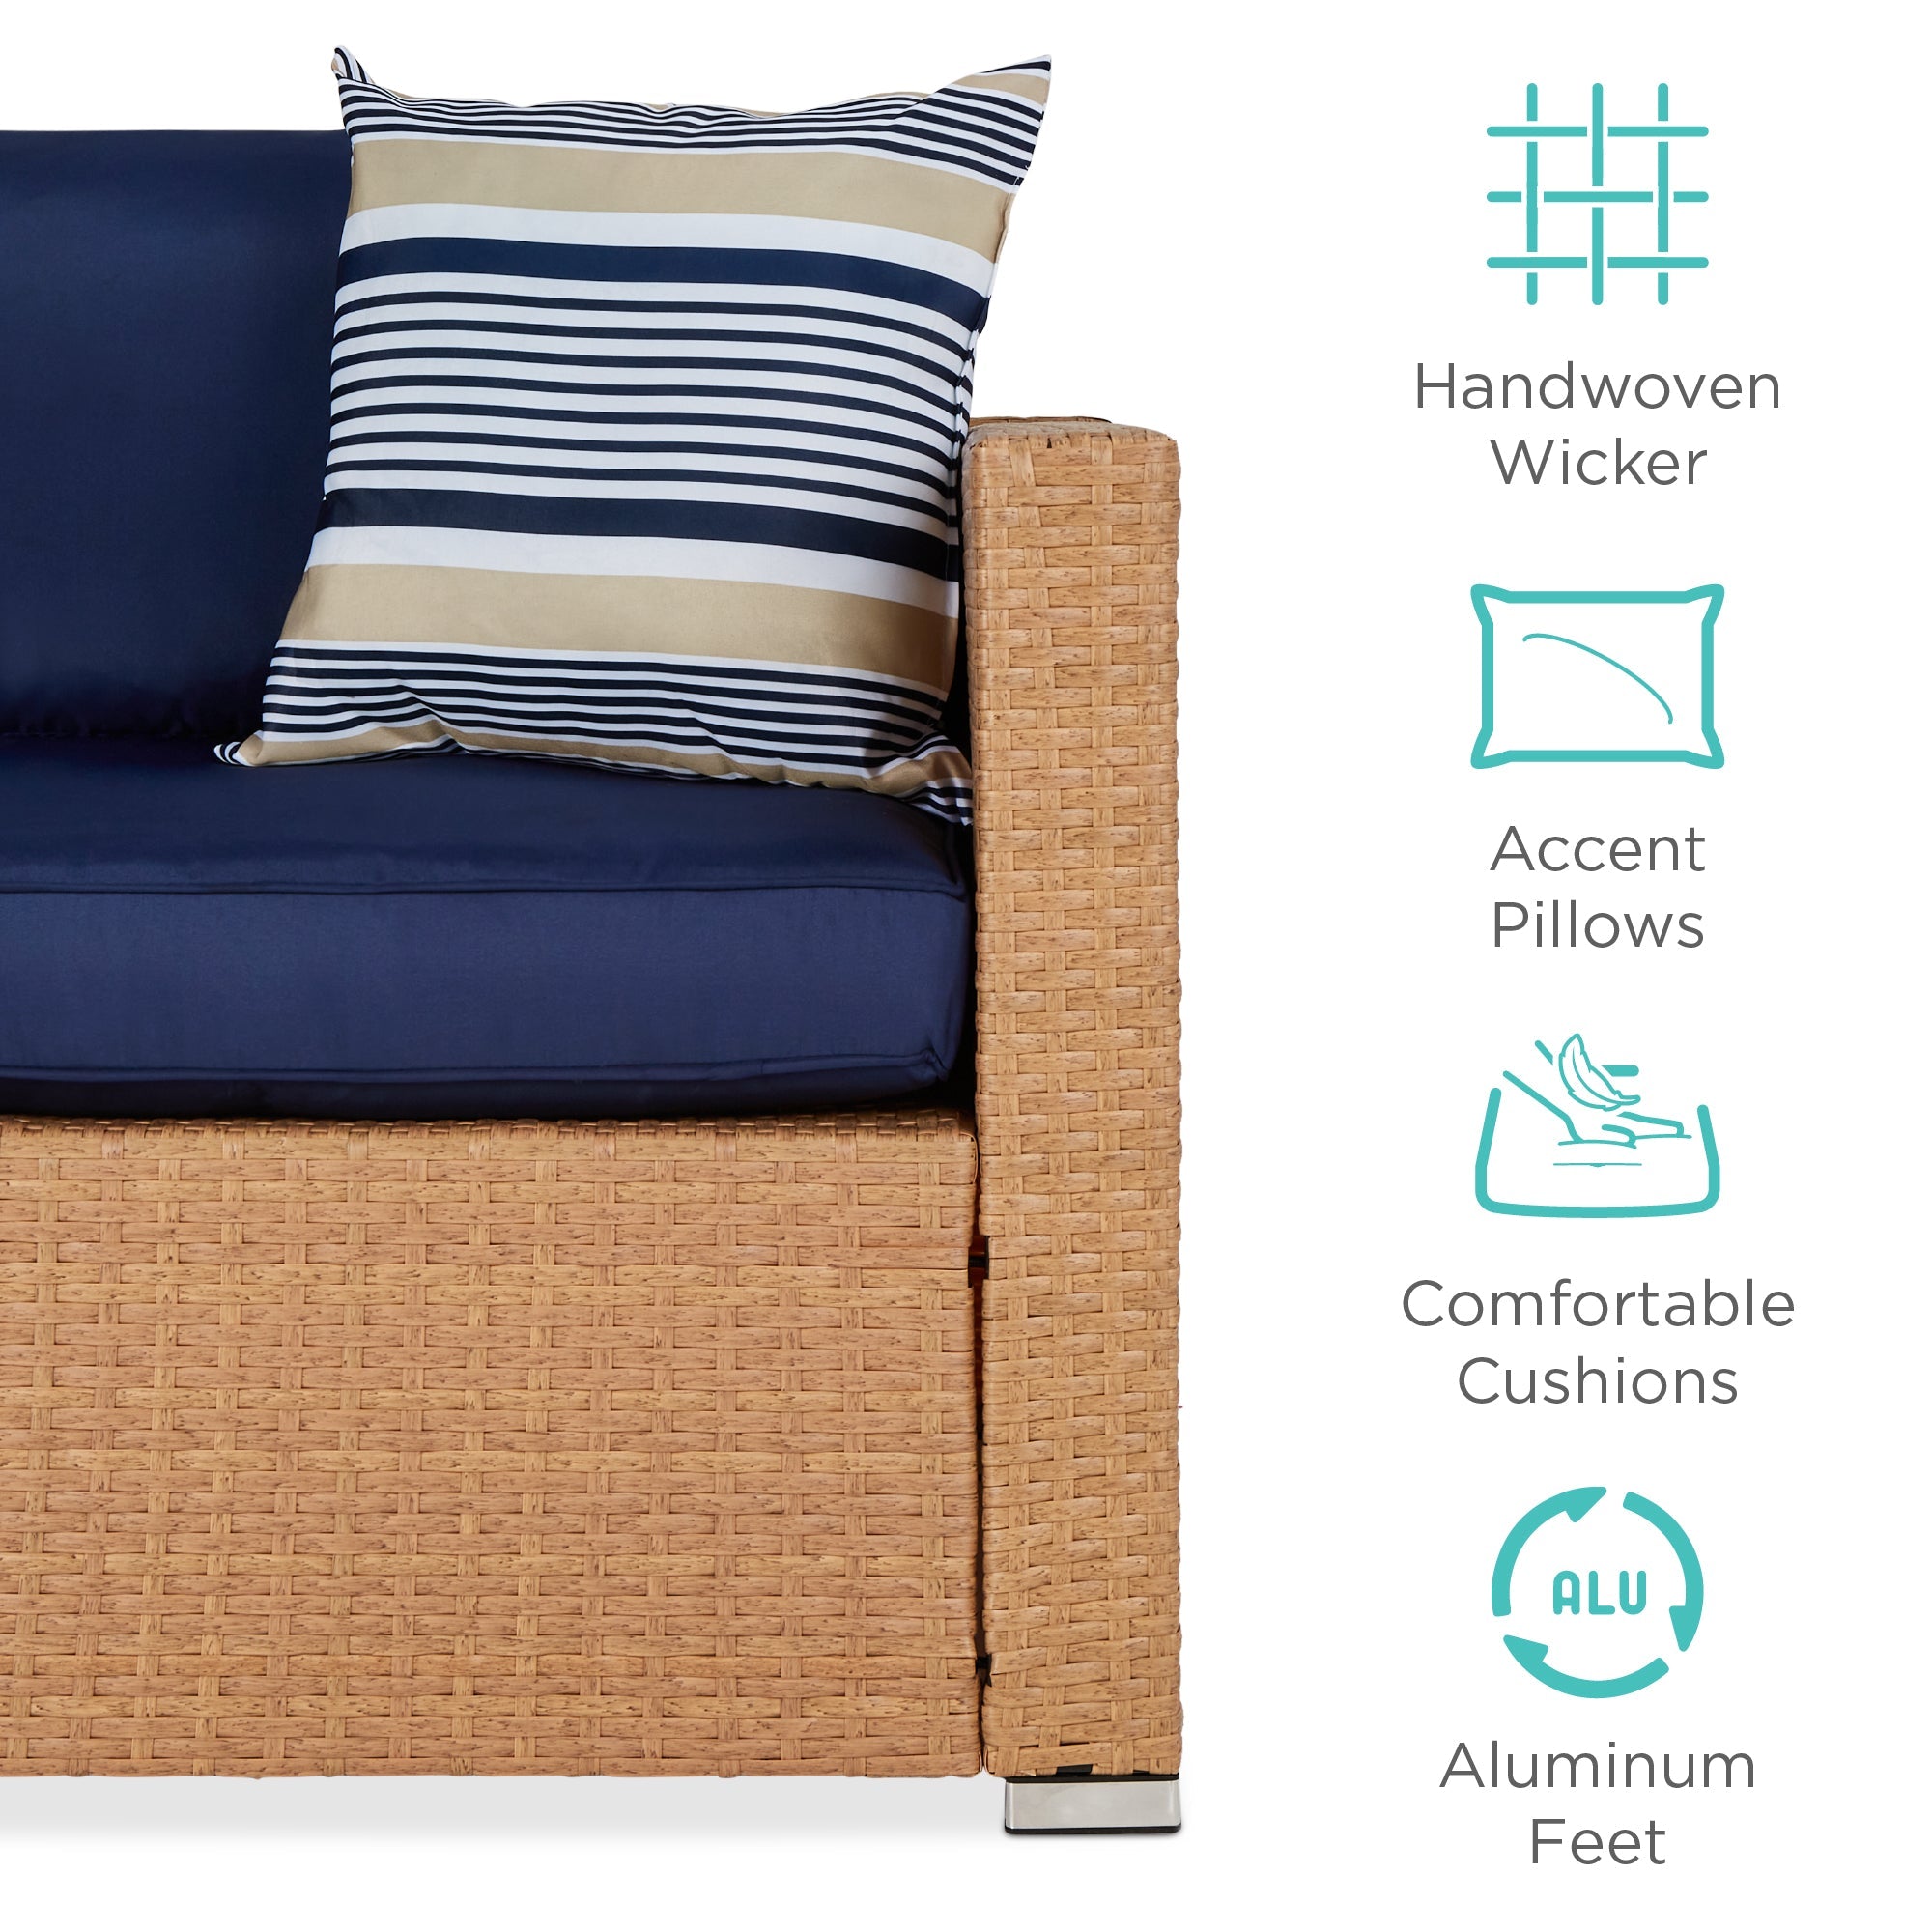 Handwoven
Wicker
Accent
Pillows
Comfortable
Cushions
ALU
Aluminum
Feet